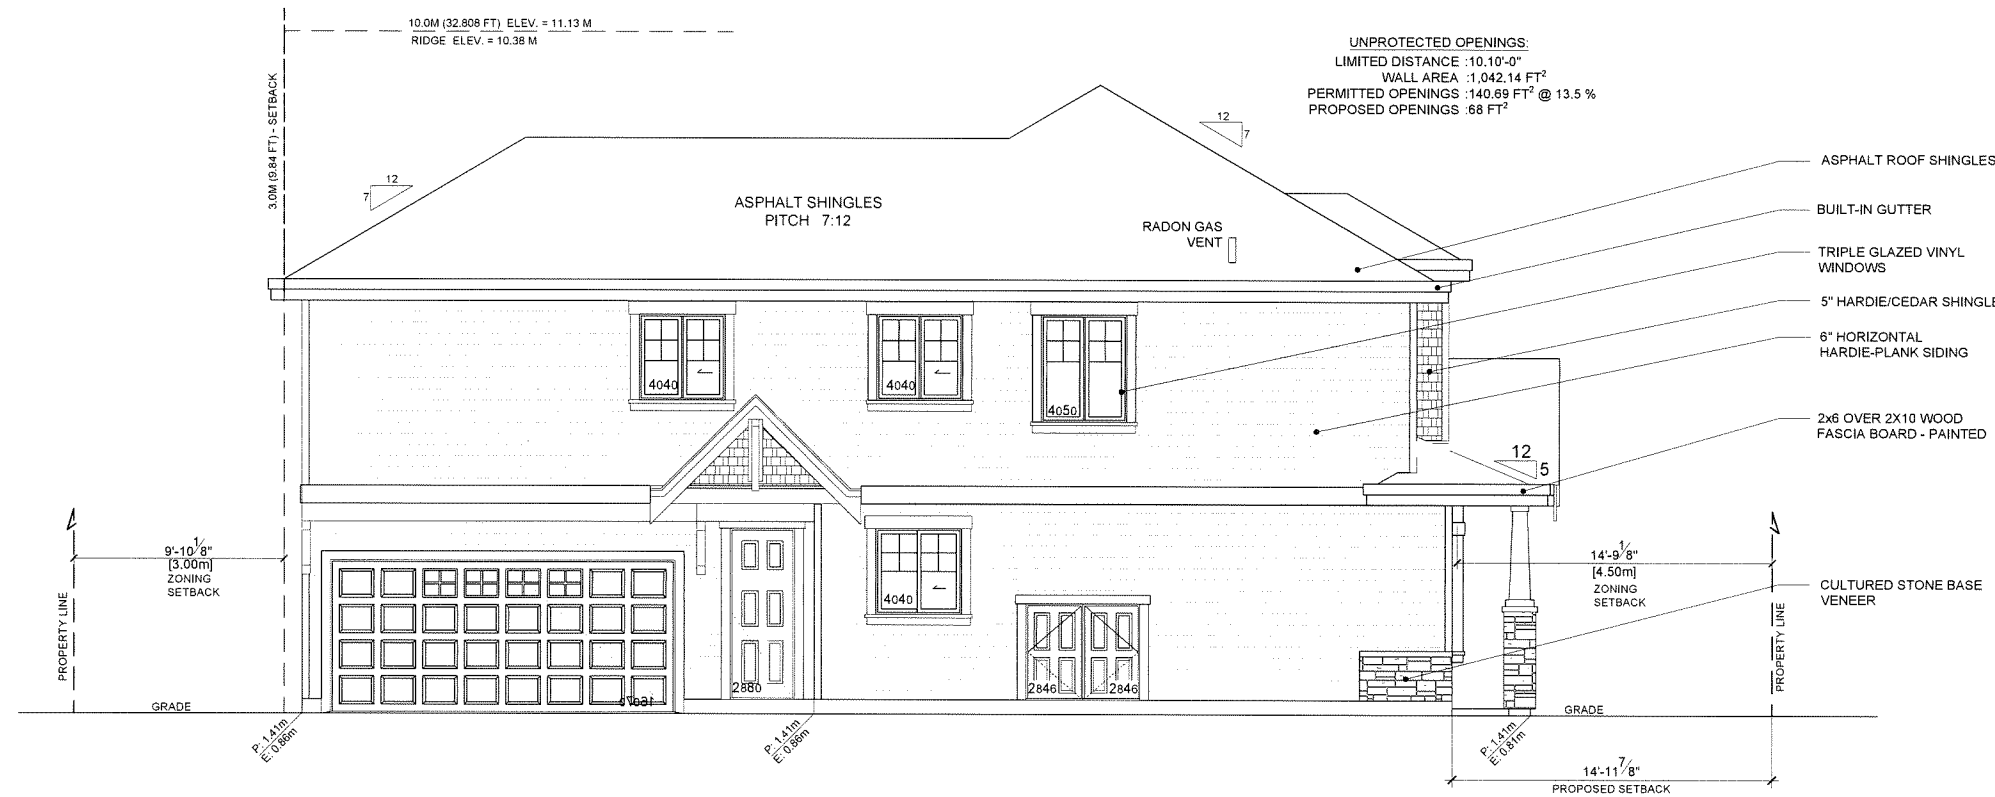 10.0M (32.808 FT) ELEV. = 11.13 M
RIDGE ELEV. = 10.38 M
3.0M (9.84 FT) - SETBACK
UNPROTECTED OPENINGS:
LIMITED DISTANCE :10.10'-0"
WALL AREA :1,042.14 FT²
PERMITTED OPENINGS :140.69 FT² @ 13.5 %
PROPOSED OPENINGS :68 FT²
12
7
12
7
ASPHALT SHINGLES
PITCH 7:12
RADON GAS
VENT
ASPHALT ROOF SHINGLES
BUILT-IN GUTTER
TRIPLE GLAZED VINYL
WINDOWS
5" HARDIE/CEDAR SHINGLE
6" HORIZONTAL
HARDIE-PLANK SIDING
2x6 OVER 2X10 WOOD
FASCIA BOARD - PAINTED
CULTURED STONE BASE
VENEER
4040
4040
4050
12
5
9'-10 1/8"
[3.00m]
ZONING
SETBACK
PROPERTY LINE
GRADE
4040
2880
16070
2846
2846
14'-9 1/8"
[4.50m]
ZONING
SETBACK
PROPERTY LINE
GRADE
P: 1.41m
E: 0.86m
P: 1.41m
E: 0.86m
P: 1.41m
E: 0.81m
14'-11 7/8"
PROPOSED SETBACK